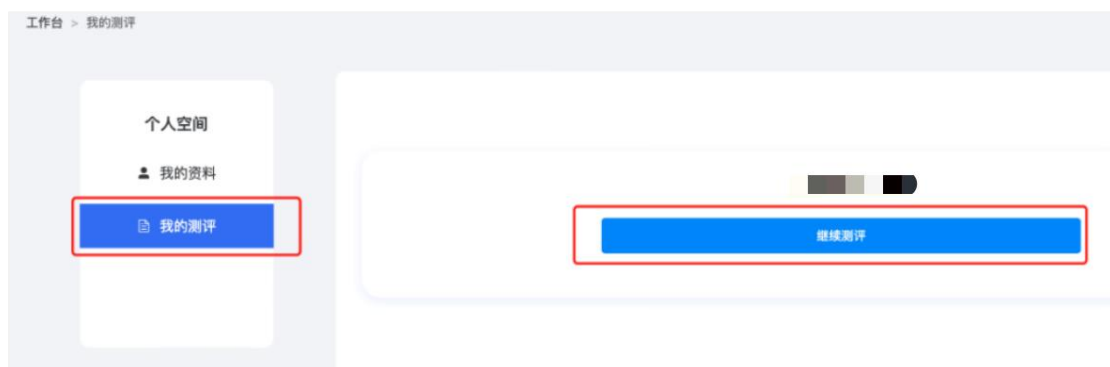 工作台 > 我的测评
个人空间
我的资料
我的测评
继续测评